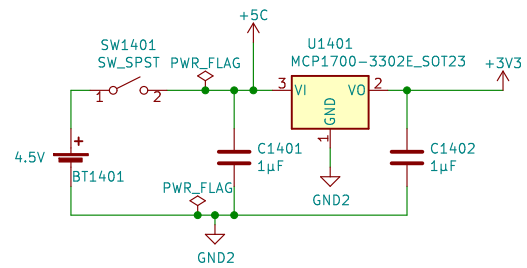 +5C
SW1401
SW_SPST
PWR_FLAG
U1401
MCP1700-3302E_SOT23
+3V3
1
2
3
VI
VO
2
GND
1
4.5V
BT1401
C1401
1µF
C1402
1µF
PWR_FLAG
GND2
GND2